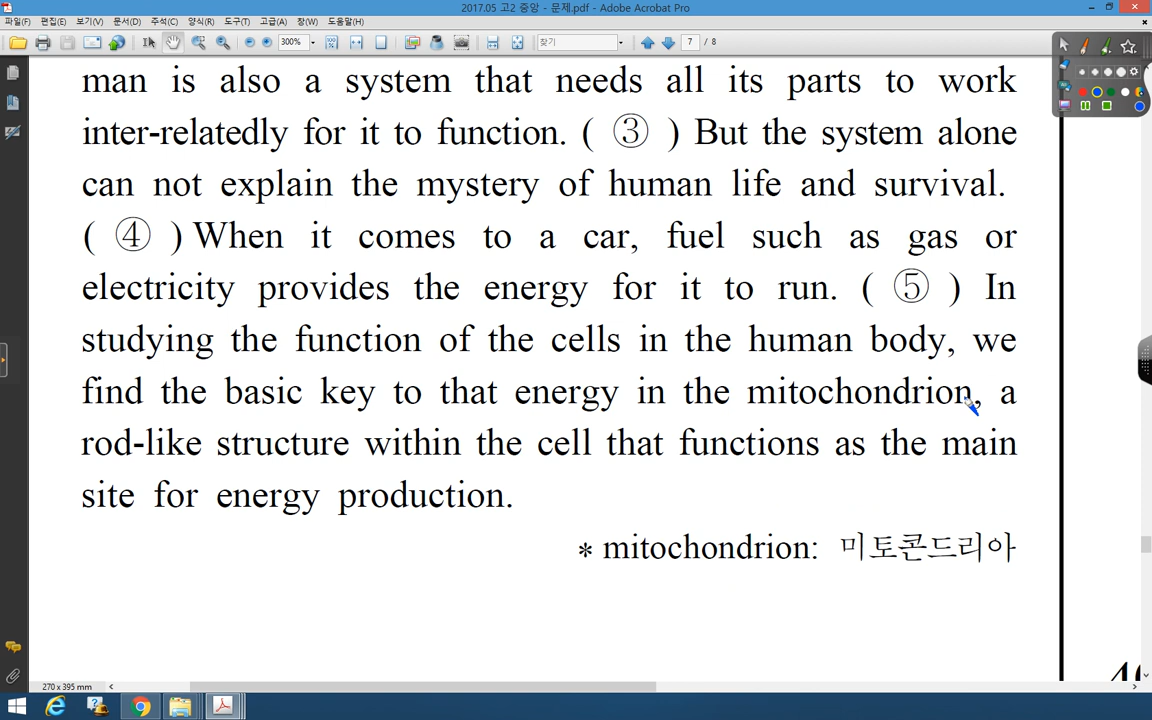 2017.05 고2 중앙 - 문제.pdf - Adobe Acrobat Pro
파일(F) 편집(E) 보기(V) 문서(D) 주석(C) 양식(R) 도구(T) 고급(A) 창(W) 도움말(H)
300% 찾기 7 / 8
man is also a system that needs all its parts to work
inter-relatedly for it to function. ( ③ ) But the system alone
can not explain the mystery of human life and survival.
( ④ ) When it comes to a car, fuel such as gas or
electricity provides the energy for it to run. ( ⑤ ) In
studying the function of the cells in the human body, we
find the basic key to that energy in the mitochondrion, a
rod-like structure within the cell that functions as the main
site for energy production.
* mitochondrion: 미토콘드리아
270 x 395 mm